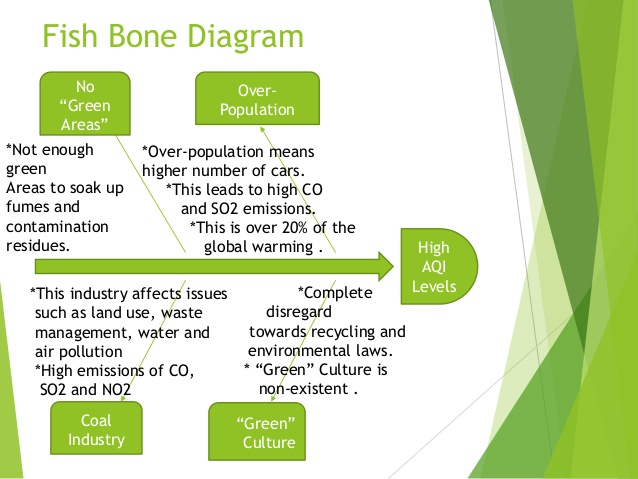 Fish Bone Diagram
No
“Green
Areas”
Over-
Population
*Not enough
green
Areas to soak up
fumes and
contamination
residues.
*Over-population means
higher number of cars.
*This leads to high CO
and SO2 emissions.
*This is over 20% of the
global warming .
High
AQI
Levels
*This industry affects issues
such as land use, waste
management, water and
air pollution
*High emissions of CO,
SO2 and NO2
*Complete
disregard
towards recycling and
environmental laws.
* “Green” Culture is
non-existent .
Coal
Industry
“Green”
Culture